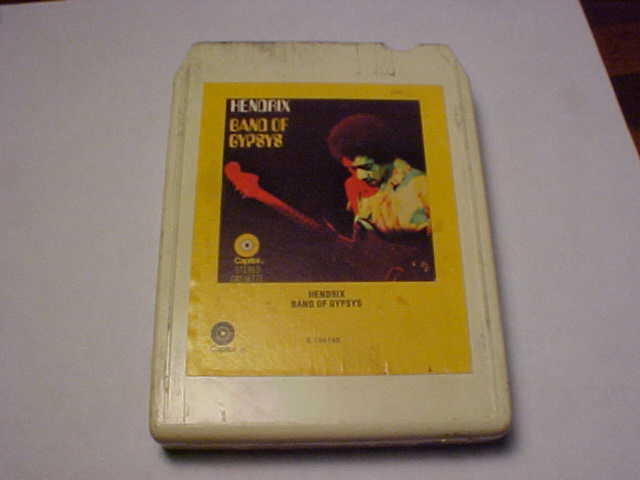 HENDRIX
BAND OF
GYPSYS
Capitol
STEREO
HENDRIX
BAND OF GYPSYS
Capitol